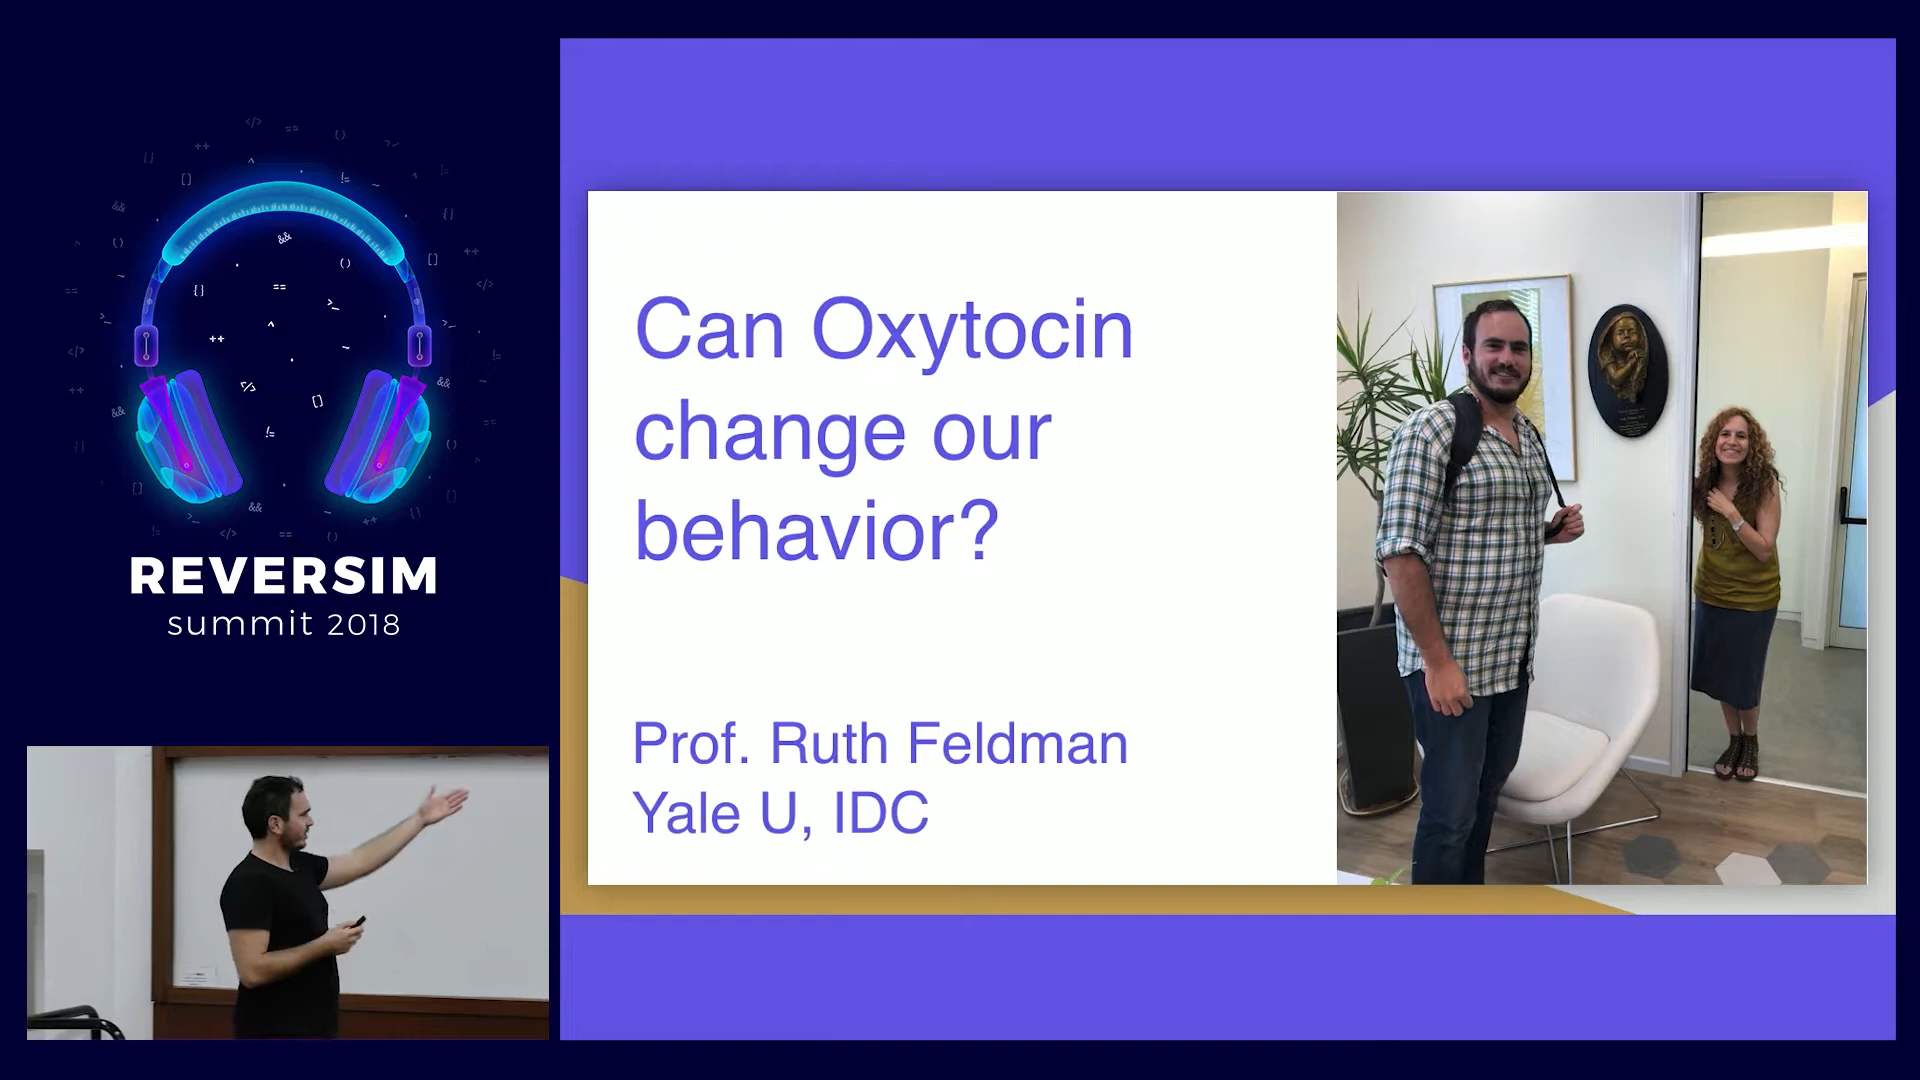 REVERSIM
summit 2018
Can Oxytocin
change our
behavior?
Prof. Ruth Feldman
Yale U, IDC